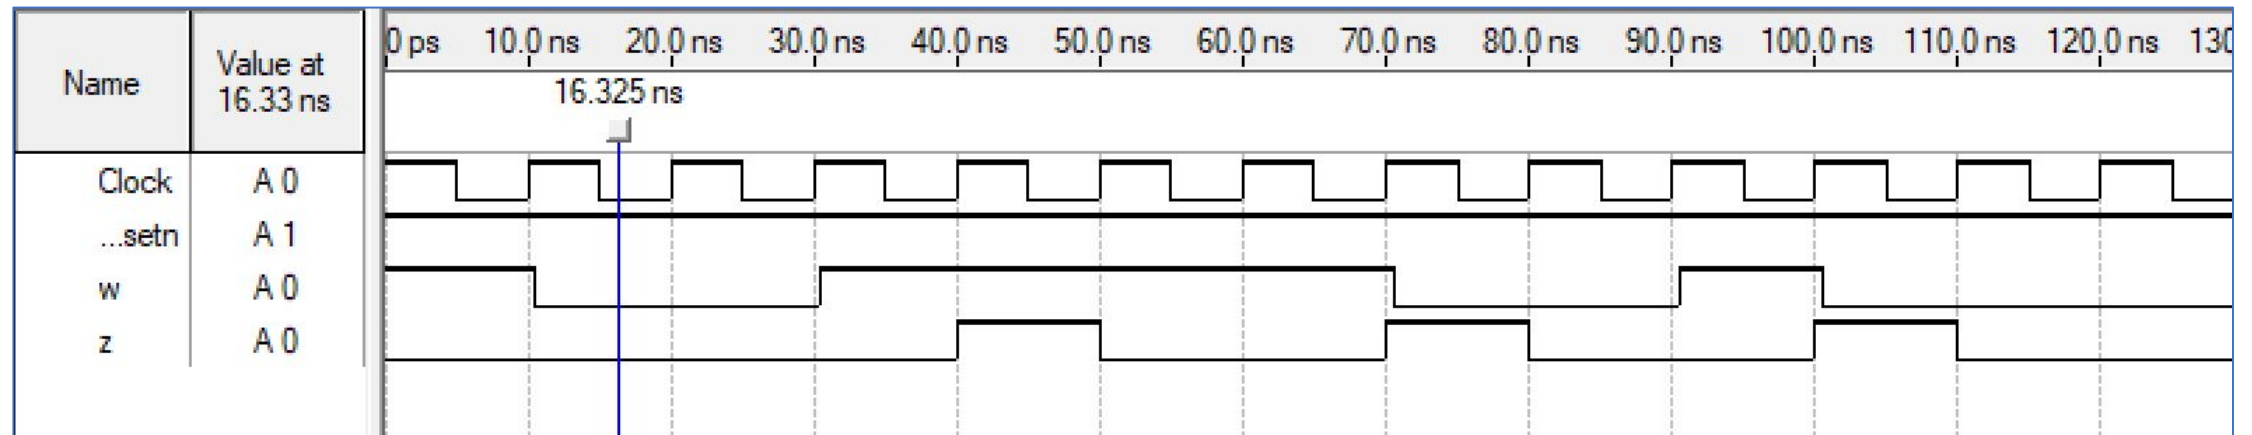 Name
Value at
16.33 ns
0 ps 10.0 ns 20.0 ns 30.0 ns 40.0 ns 50.0 ns 60.0 ns 70.0 ns 80.0 ns 90.0 ns 100.0 ns 110.0 ns 120.0 ns 130
16.325 ns
Clock A 0
...setn A 1
w A 0
z A 0